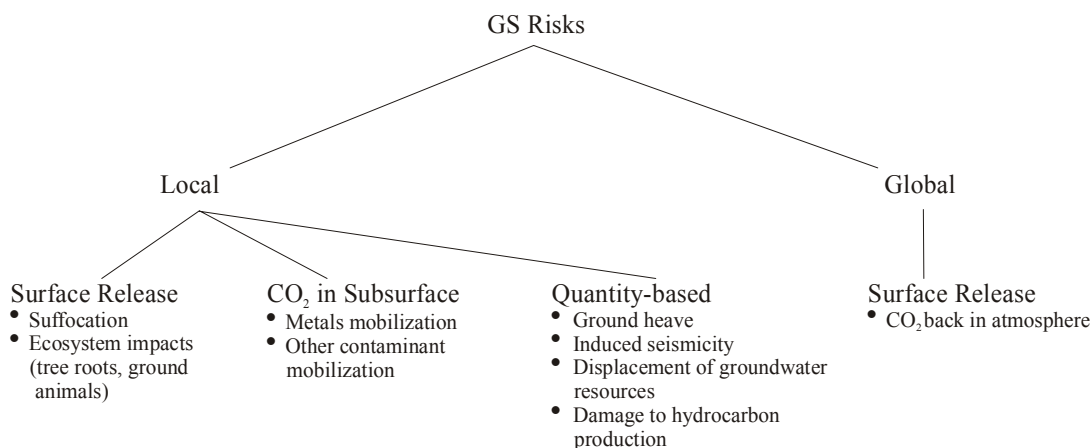 GS Risks
Local
Global
Surface Release
• Suffocation
• Ecosystem impacts
(tree roots, ground
animals)
CO₂ in Subsurface
• Metals mobilization
• Other contaminant
mobilization
Quantity-based
• Ground heave
• Induced seismicity
• Displacement of groundwater
resources
• Damage to hydrocarbon
production
Surface Release
• CO₂ back in atmosphere